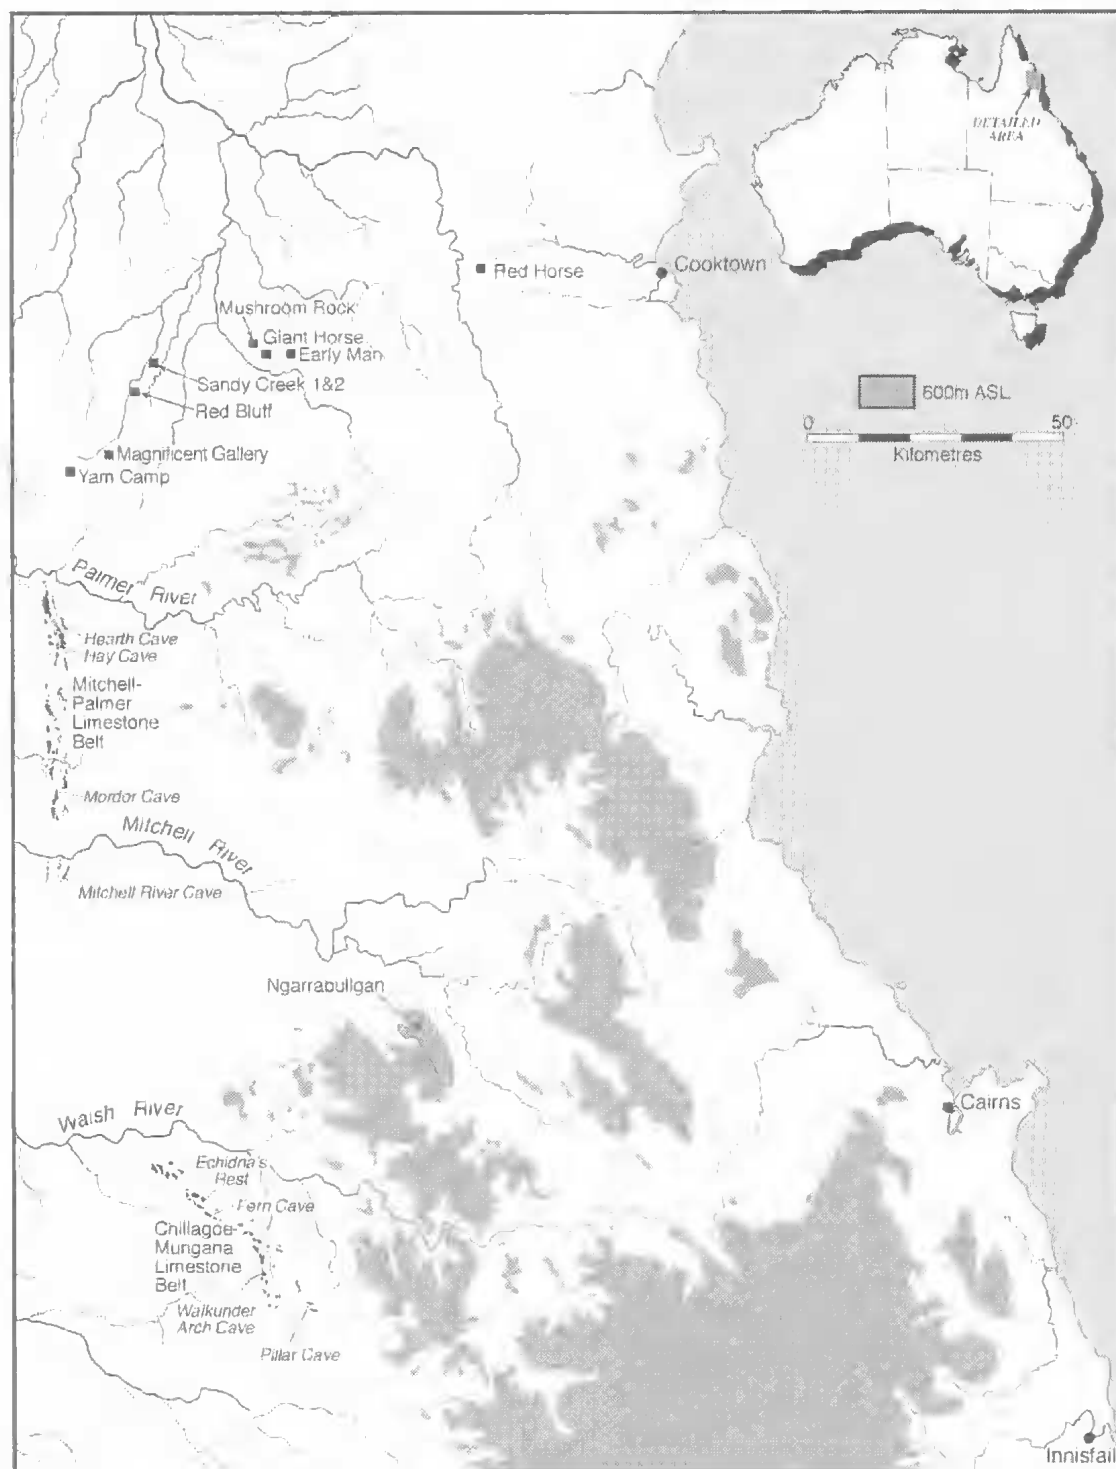 DETAILED
AREA
Cooktown
Red Horse
Mushroom Rock
Giant Horse
Early Man
Sandy Creek 1&2
Red Bluff
Magnificent Gallery
Yam Camp
600m ASL
0 50
Kilometres
Palmer River
Hearth Cave
Hay Cave
Mitchell-
Palmer
Limestone
Belt
Mordor Cave
Mitchell River
Mitchell River Cave
Ngarrabullgan
Walsh River
Cairns
Echidna's
Rest
Fern Cave
Chillagoe-
Mungana
Limestone
Belt
Walkunder
Arch Cave
Pillar Cave
Innisfail